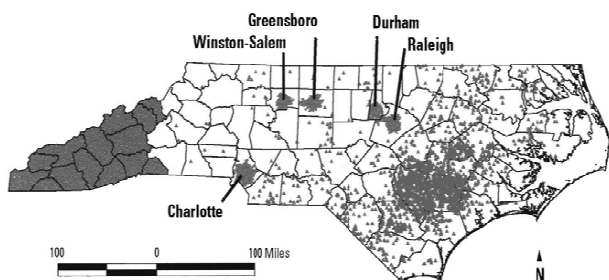 Greensboro
Durham
Winston-Salem
Raleigh
Charlotte
100 0 100 Miles
N